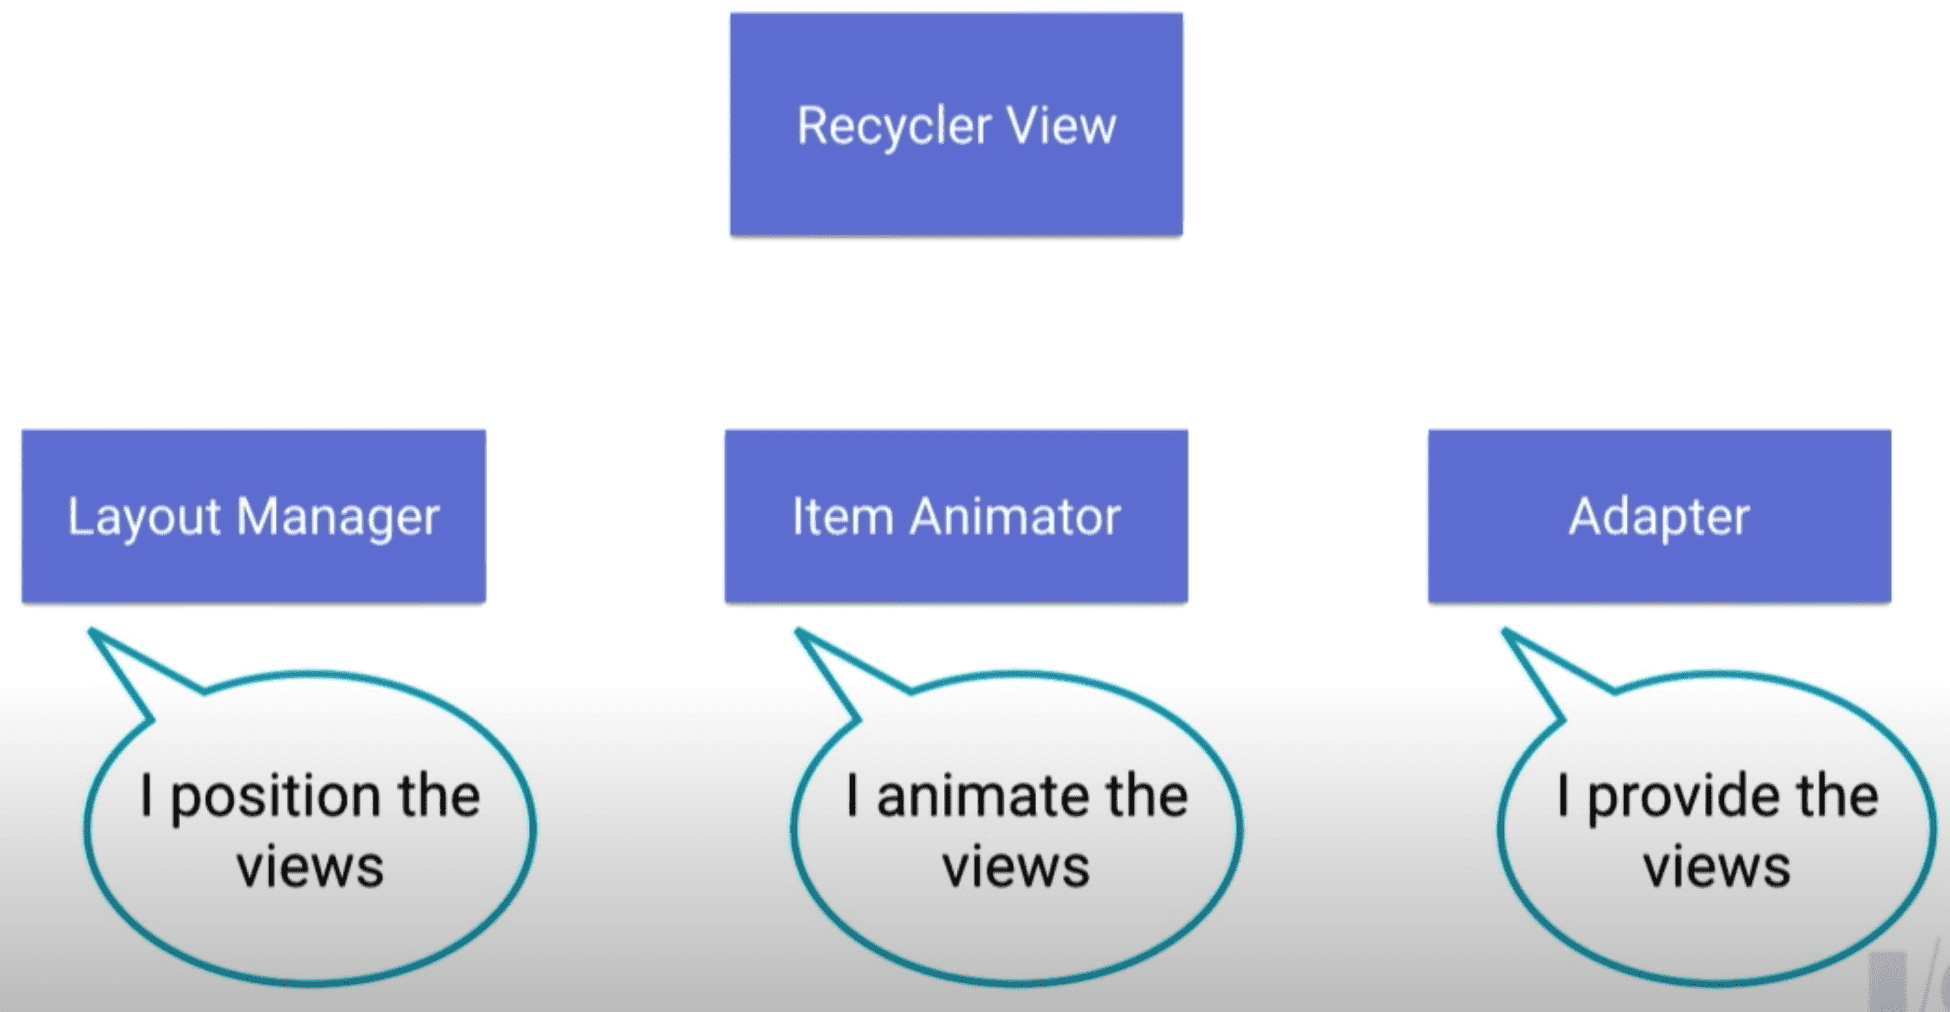 Recycler View
Layout Manager
Item Animator
Adapter
I position the
views
I animate the
views
I provide the
views